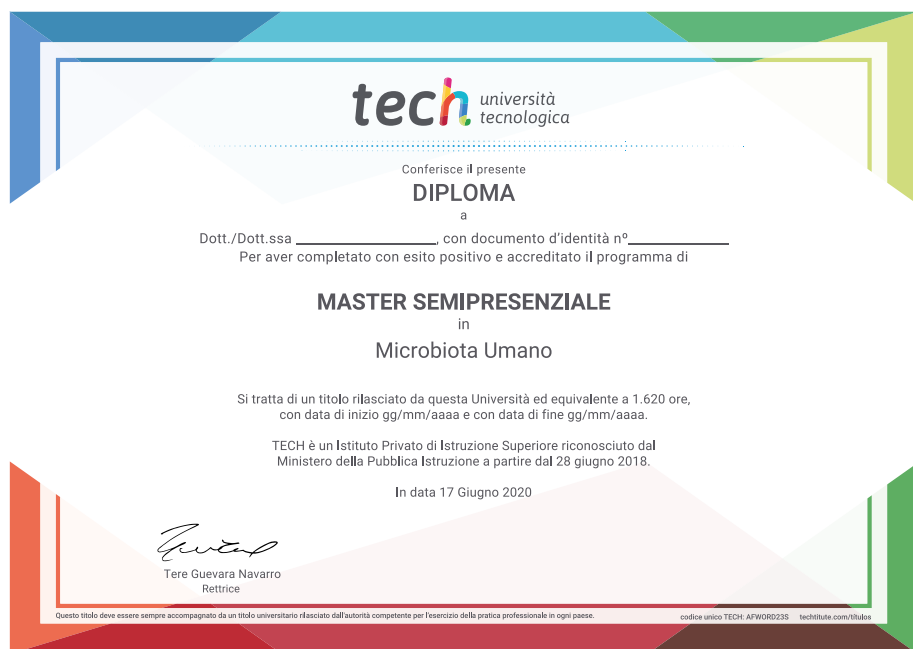 tech università
tecnologica
Conferisce il presente
DIPLOMA
a
Dott./Dott.ssa ____________________, con documento d'identità nº______________
Per aver completato con esito positivo e accreditato il programma di
MASTER SEMIPRESENZIALE
in
Microbiota Umano
Si tratta di un titolo rilasciato da questa Università ed equivalente a 1.620 ore,
con data di inizio gg/mm/aaaa e con data di fine gg/mm/aaaa.
TECH è un Istituto Privato di Istruzione Superiore riconosciuto dal
Ministero della Pubblica Istruzione a partire dal 28 giugno 2018.
In data 17 Giugno 2020
Tere Guevara Navarro
Rettrice
Questo titolo deve essere sempre accompagnato da un titolo universitario rilasciato dall'autorità competente per l'esercizio della pratica professionale in ogni paese.
codice unico TECH: AFWORD23S techtitute.com/titulos